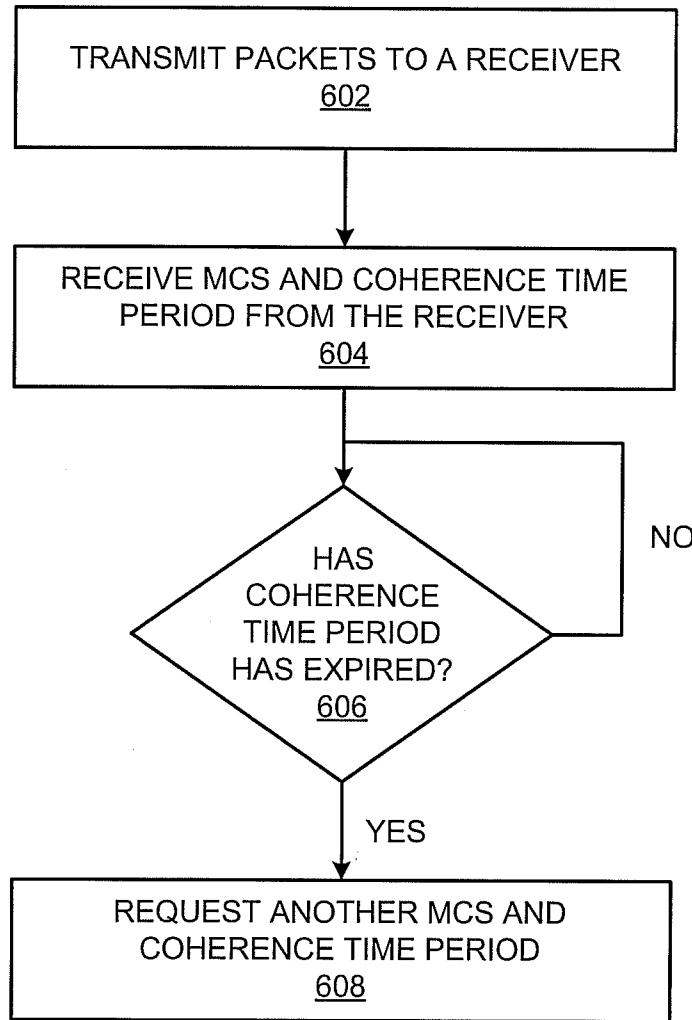 TRANSMIT PACKETS TO A RECEIVER
602
RECEIVE MCS AND COHERENCE TIME
PERIOD FROM THE RECEIVER
604
NO
HAS
COHERENCE
TIME PERIOD
HAS EXPIRED?
606
YES
REQUEST ANOTHER MCS AND
COHERENCE TIME PERIOD
608